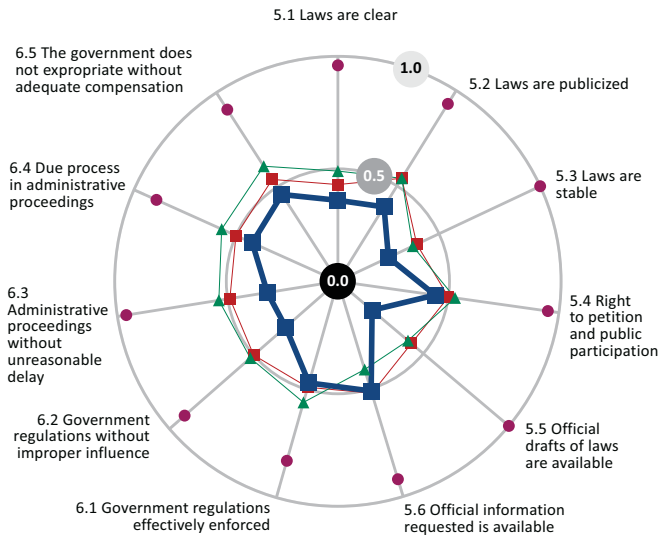 5.1 Laws are clear
1.0
5.2 Laws are publicized
5.3 Laws are
stable
5.4 Right
to petition
and public
participation
5.5 Official
drafts of laws
are available
5.6 Official information
requested is available
6.1 Government regulations
effectively enforced
6.2 Government
regulations without
improper influence
6.3
Administrative
proceedings
without
unreasonable
delay
6.4 Due process
in administrative
proceedings
6.5 The government does
not expropriate without
adequate compensation
0.5
0.0